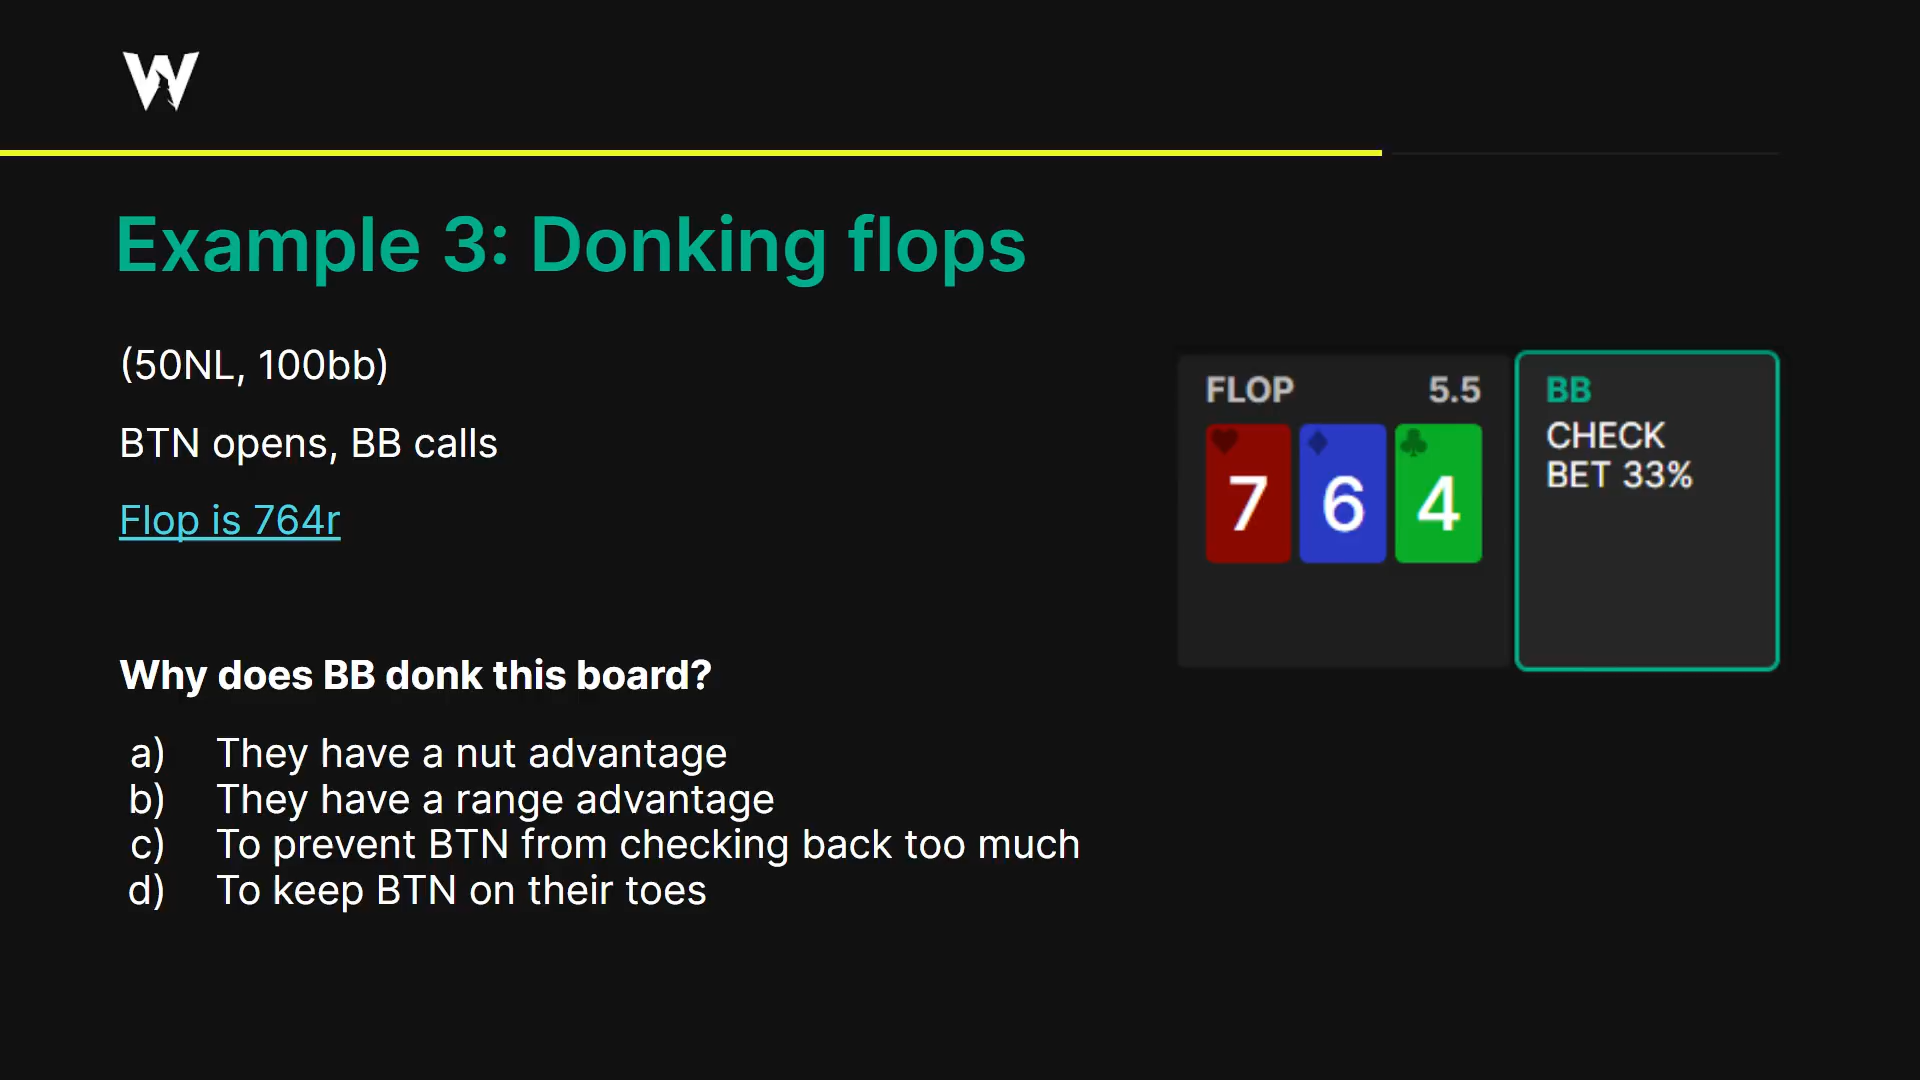 W
Example 3: Donking flops
(50NL, 100bb)
BTN opens, BB calls
Flop is 764r
FLOP 5.5
7 6 4
BB
CHECK
BET 33%
Why does BB donk this board?
a) They have a nut advantage
b) They have a range advantage
c) To prevent BTN from checking back too much
d) To keep BTN on their toes